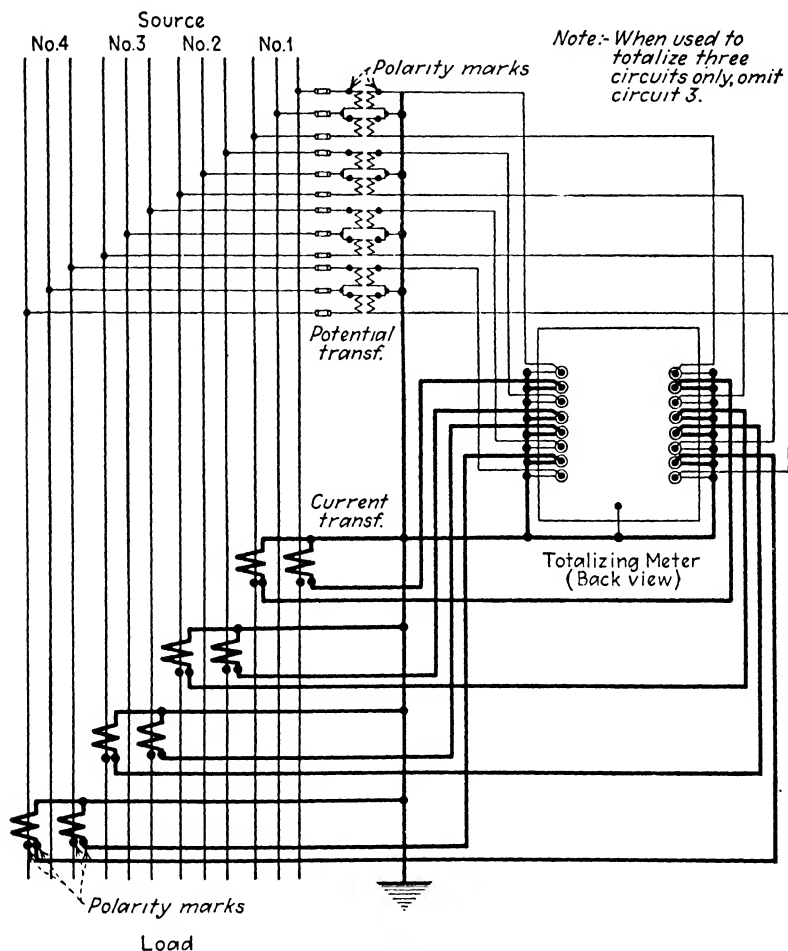 Source
No.4 No.3 No.2 No.1
Note:- When used to
totalize three
circuits only, omit
circuit 3.
Polarity marks
Potential
transf.
Current
transf.
Totalizing Meter
(Back view)
Polarity marks
Load